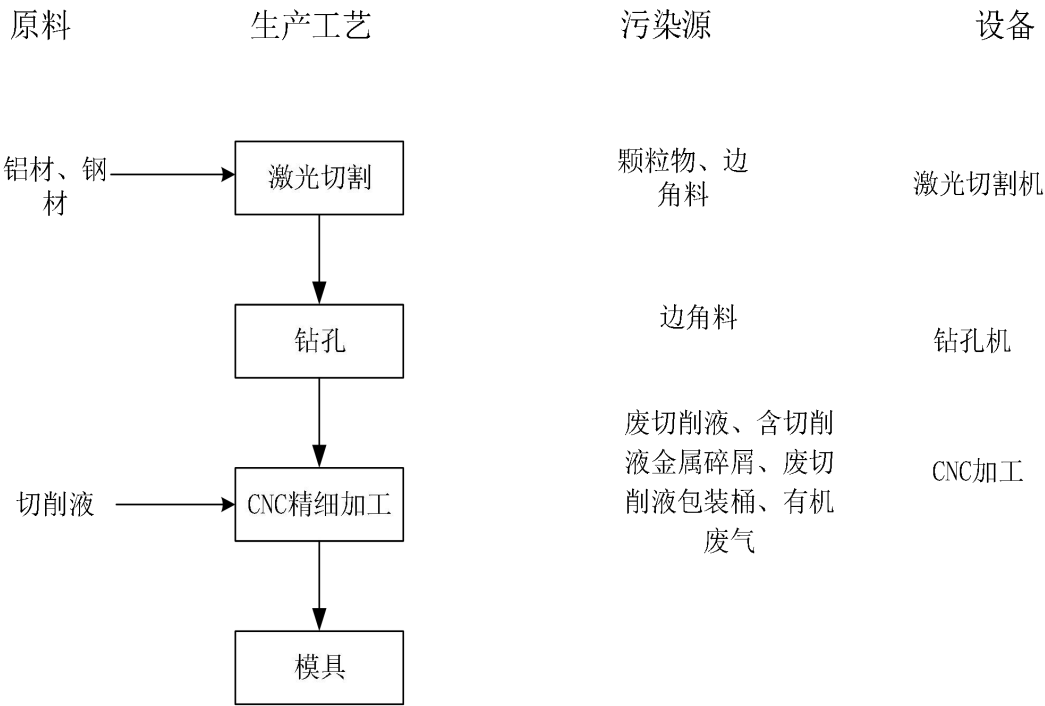 原料 生产工艺 污染源 设备
铝材、钢
材
激光切割
颗粒物、边
角料
激光切割机
钻孔
边角料
钻孔机
切削液
CNC精细加工
废切削液、含切削
液金属碎屑、废切
削液包装桶、有机
废气
CNC加工
模具